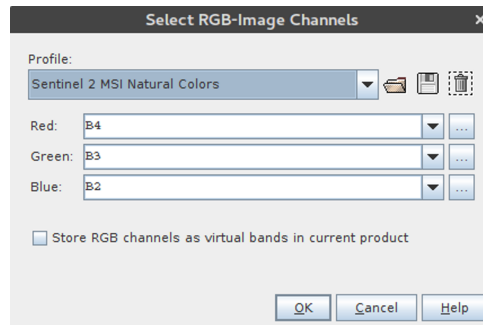 Select RGB-Image Channels
Profile:
Sentinel 2 MSI Natural Colors
Red: B4 ...
Green: B3 ...
Blue: B2 ...
Store RGB channels as virtual bands in current product
OK Cancel Help